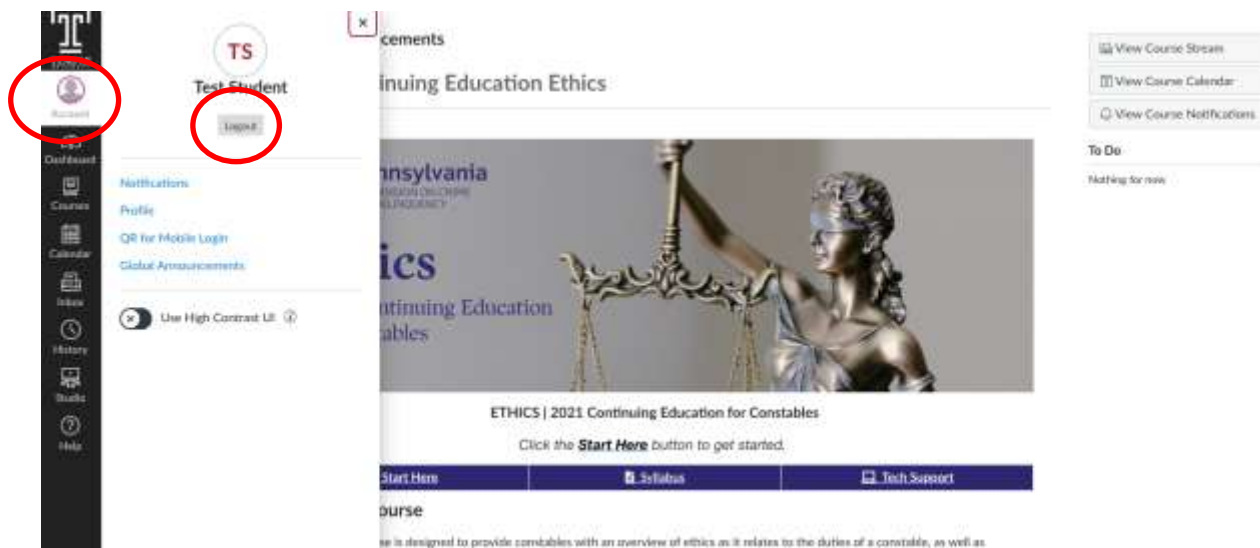 TS
Test Student
Logout
Notifications
Profile
QR for Mobile Login
Global Announcements
Use High Contrast UI
Account
Dashboard
Courses
Calendar
Inbox
History
Studio
Help
cements
inuing Education Ethics
nnsylvania
ics
ntinuing Education
ables
ETHICS | 2021 Continuing Education for Constables
Click the Start Here button to get started.
Start Here
Syllabus
Tech Support
ourse
se is designed to provide constables with an overview of ethics as it relates to the duties of a constable, as well as
View Course Stream
View Course Calendar
View Course Notifications
To Do
Nothing for now